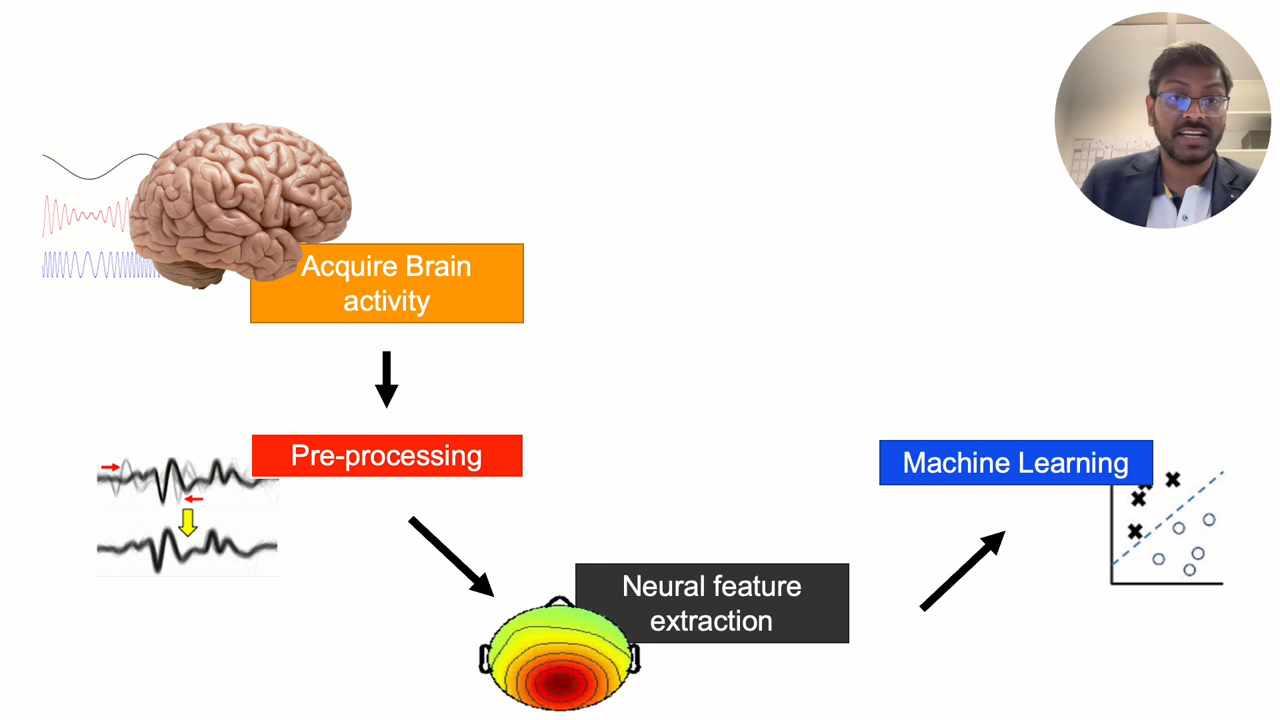 Acquire Brain
activity
Pre-processing
Machine Learning
Neural feature
extraction